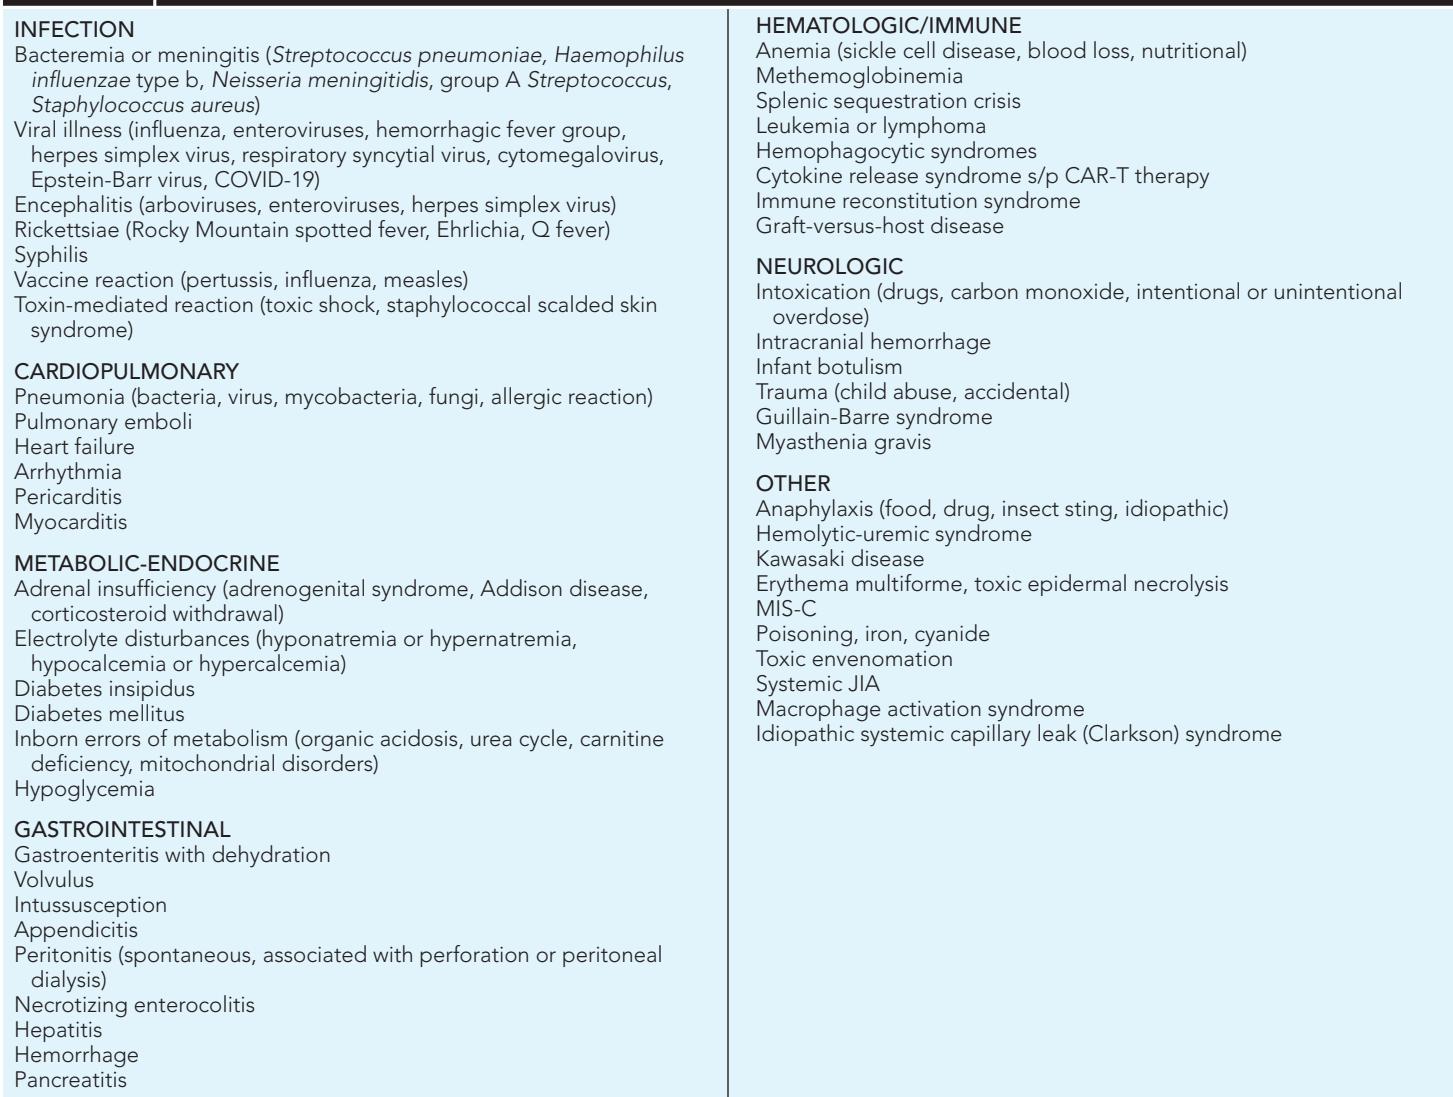 INFECTION
Bacteremia or meningitis (Streptococcus pneumoniae, Haemophilus
influenzae type b, Neisseria meningitidis, group A Streptococcus,
Staphylococcus aureus)
Viral illness (influenza, enteroviruses, hemorrhagic fever group,
herpes simplex virus, respiratory syncytial virus, cytomegalovirus,
Epstein-Barr virus, COVID-19)
Encephalitis (arboviruses, enteroviruses, herpes simplex virus)
Rickettsiae (Rocky Mountain spotted fever, Ehrlichia, Q fever)
Syphilis
Vaccine reaction (pertussis, influenza, measles)
Toxin-mediated reaction (toxic shock, staphylococcal scalded skin
syndrome)
CARDIOPULMONARY
Pneumonia (bacteria, virus, mycobacteria, fungi, allergic reaction)
Pulmonary emboli
Heart failure
Arrhythmia
Pericarditis
Myocarditis
METABOLIC-ENDOCRINE
Adrenal insufficiency (adrenogenital syndrome, Addison disease,
corticosteroid withdrawal)
Electrolyte disturbances (hyponatremia or hypernatremia,
hypocalcemia or hypercalcemia)
Diabetes insipidus
Diabetes mellitus
Inborn errors of metabolism (organic acidosis, urea cycle, carnitine
deficiency, mitochondrial disorders)
Hypoglycemia
GASTROINTESTINAL
Gastroenteritis with dehydration
Volvulus
Intussusception
Appendicitis
Peritonitis (spontaneous, associated with perforation or peritoneal
dialysis)
Necrotizing enterocolitis
Hepatitis
Hemorrhage
Pancreatitis
HEMATOLOGIC/IMMUNE
Anemia (sickle cell disease, blood loss, nutritional)
Methemoglobinemia
Splenic sequestration crisis
Leukemia or lymphoma
Hemophagocytic syndromes
Cytokine release syndrome s/p CAR-T therapy
Immune reconstitution syndrome
Graft-versus-host disease
NEUROLOGIC
Intoxication (drugs, carbon monoxide, intentional or unintentional
overdose)
Intracranial hemorrhage
Infant botulism
Trauma (child abuse, accidental)
Guillain-Barre syndrome
Myasthenia gravis
OTHER
Anaphylaxis (food, drug, insect sting, idiopathic)
Hemolytic-uremic syndrome
Kawasaki disease
Erythema multiforme, toxic epidermal necrolysis
MIS-C
Poisoning, iron, cyanide
Toxic envenomation
Systemic JIA
Macrophage activation syndrome
Idiopathic systemic capillary leak (Clarkson) syndrome